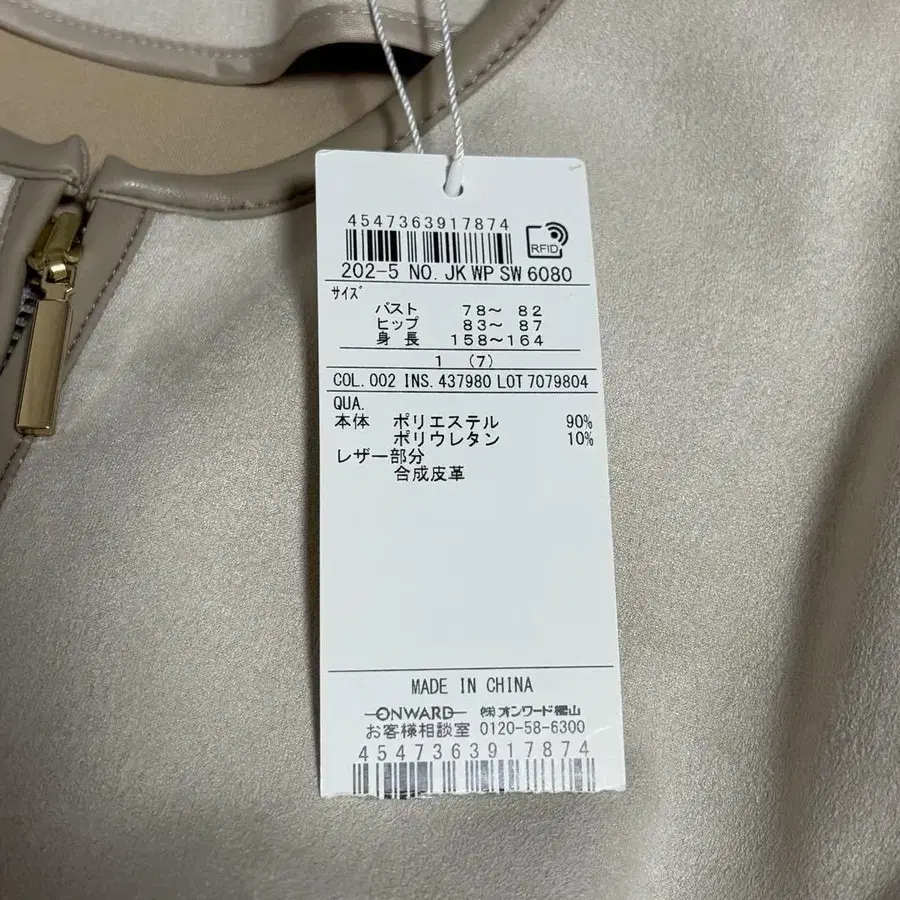 4547363917874
RFID
202-5 NO. JK WP SW 6080
サイズ
バスト 78～ 82
ヒップ 83～ 87
身長 158～164
1 (7)
COL. 002 INS. 437980 LOT 7079804
QUA.
本体 ポリエステル 90%
ポリウレタン 10%
レザー部分
合成皮革
MADE IN CHINA
ONWARD ㈱オンワード樫山
お客様相談室 0120-58-6300
4547363917874